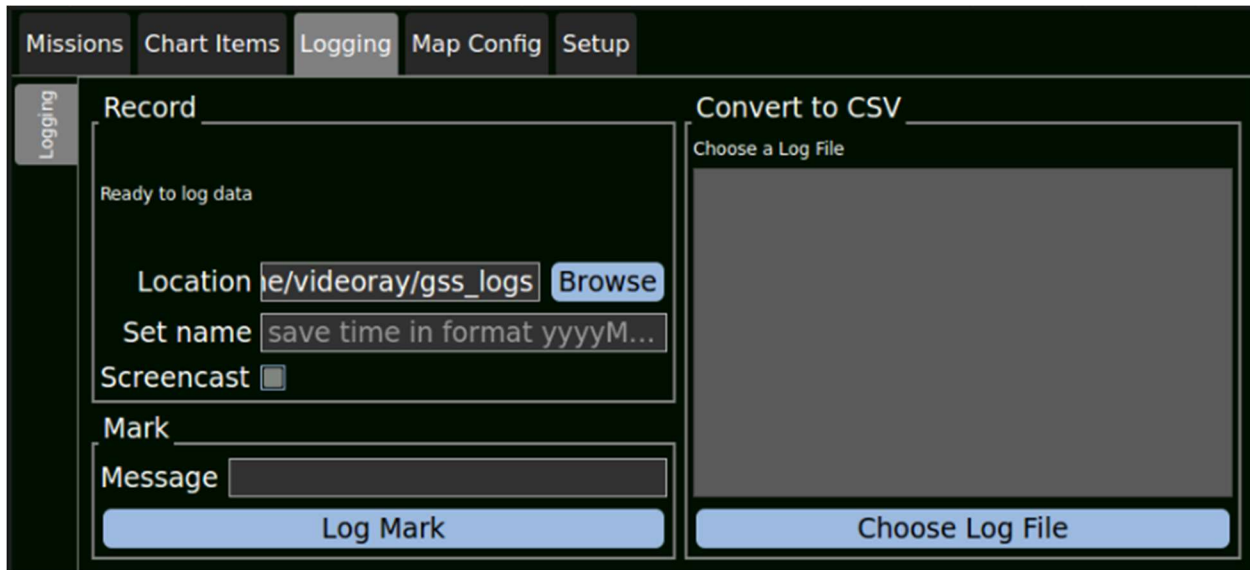 Missions Chart Items Logging Map Config Setup
Logging
Record
Ready to log data
Location he/videoray/gss_logs Browse
Set name save time in format yyyyM...
Screencast
Mark
Message
Log Mark
Convert to CSV
Choose a Log File
Choose Log File